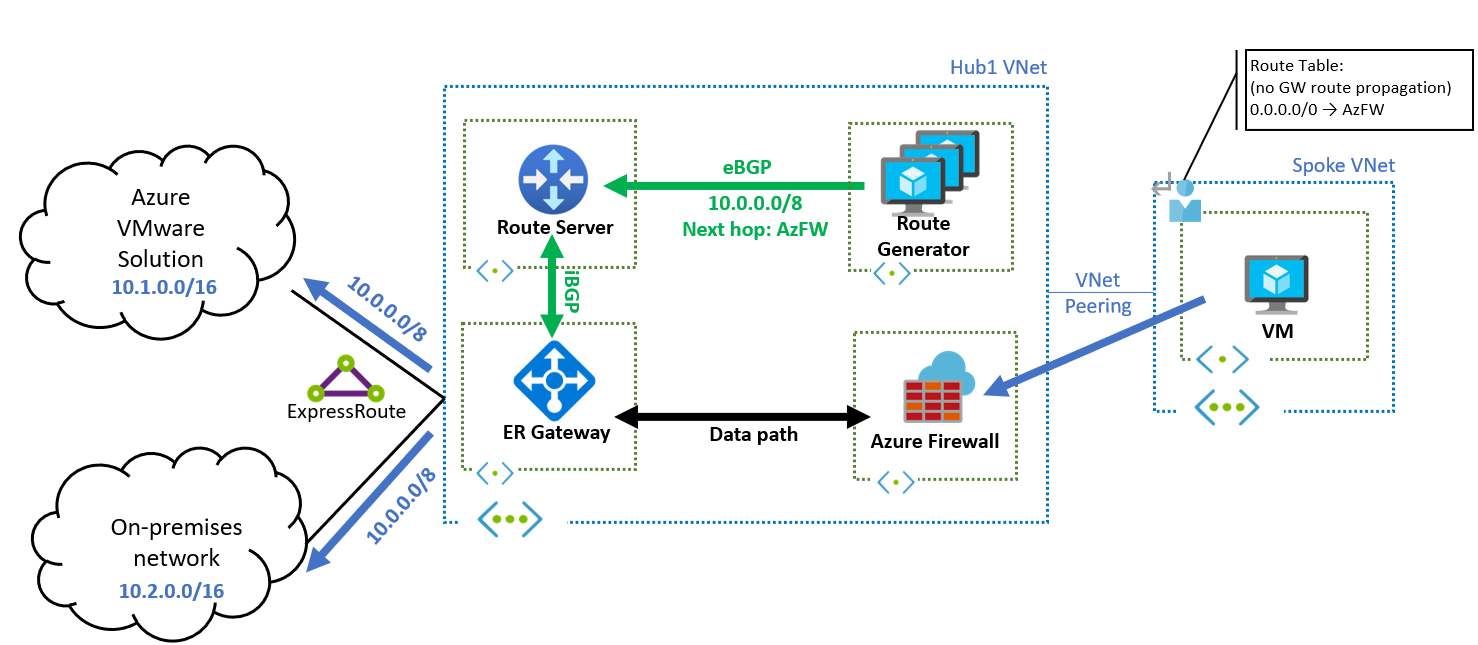 Hub1 VNet
Route Table:
(no GW route propagation)
0.0.0.0/0 → AzFW
Spoke VNet
Azure
VMware
Solution
10.1.0.0/16
10.0.0.0/8
Route Server
eBGP
10.0.0.0/8
Next hop: AzFW
Route
Generator
iBGP
VNet
Peering
VM
ExpressRoute
ER Gateway
Data path
Azure Firewall
10.0.0.0/8
On-premises
network
10.2.0.0/16